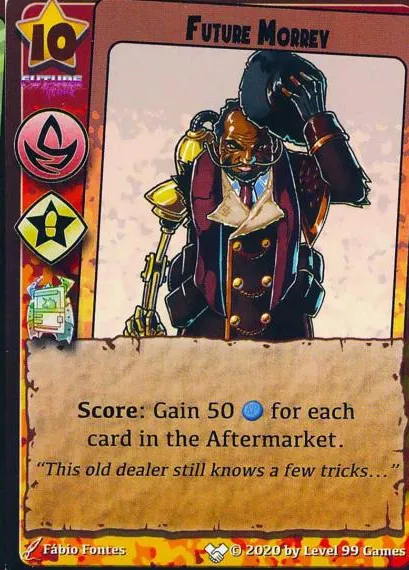 10
FUTURE
FUTURE MORREY
Score: Gain 50 for each
card in the Aftermarket.
"This old dealer still knows a few tricks..."
Fábio Fontes
© 2020 by Level 99 Games